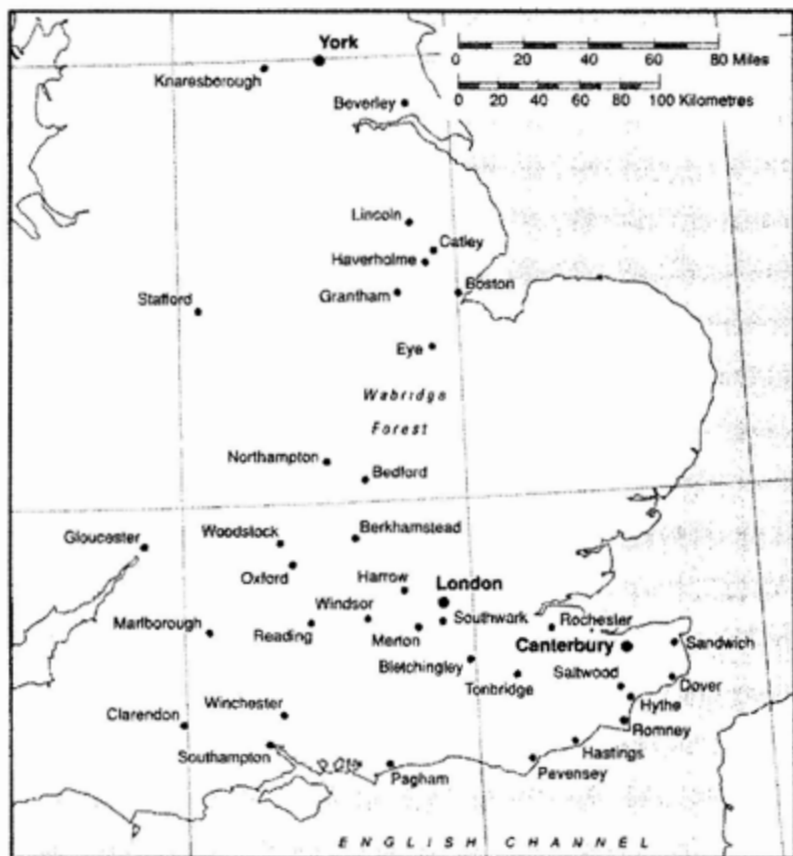 York
0 20 40 60 80 Miles
Knaresborough
0 20 40 60 80 100 Kilometres
Beverley
Lincoln
Catley
Haverholme
Grantham
Boston
Stafford
Eye
Wabridge
Forest
Northampton
Bedford
Gloucester
Woodstock
Berkhamstead
Oxford
Harrow
London
Windsor
Southwark
Rochester
Marlborough
Reading
Merton
Canterbury
Sandwich
Bletchingley
Tonbridge
Saltwood
Dover
Hythe
Clarendon
Winchester
Romney
Southampton
Hastings
Pagham
Pevensey
ENGLISH CHANNEL